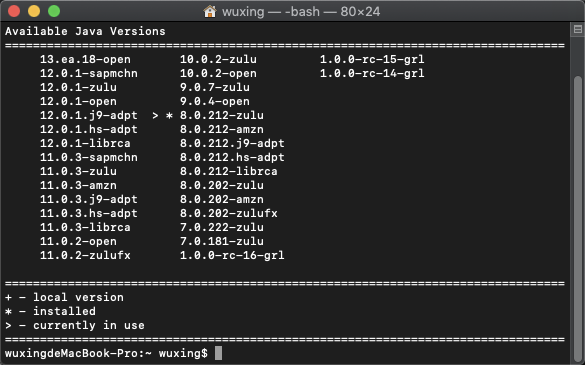 wuxing — -bash — 80×24
Available Java Versions
================================================================================
     13.ea.18-open       10.0.2-zulu         1.0.0-rc-15-grl
     12.0.1-sapmchn      10.0.2-open         1.0.0-rc-14-grl
     12.0.1-zulu         9.0.7-zulu
     12.0.1-open         9.0.4-open
     12.0.1.j9-adpt  > * 8.0.212-zulu
     12.0.1.hs-adpt      8.0.212-amzn
     12.0.1-librca       8.0.212.j9-adpt
     11.0.3-sapmchn      8.0.212.hs-adpt
     11.0.3-zulu         8.0.212-librca
     11.0.3-amzn         8.0.202-zulu
     11.0.3.j9-adpt      8.0.202-amzn
     11.0.3.hs-adpt      8.0.202-zulufx
     11.0.3-librca       7.0.222-zulu
     11.0.2-open         7.0.181-zulu
     11.0.2-zulufx       1.0.0-rc-16-grl
================================================================================
+ - local version
* - installed
> - currently in use
================================================================================
wuxingdeMacBook-Pro:~ wuxing$